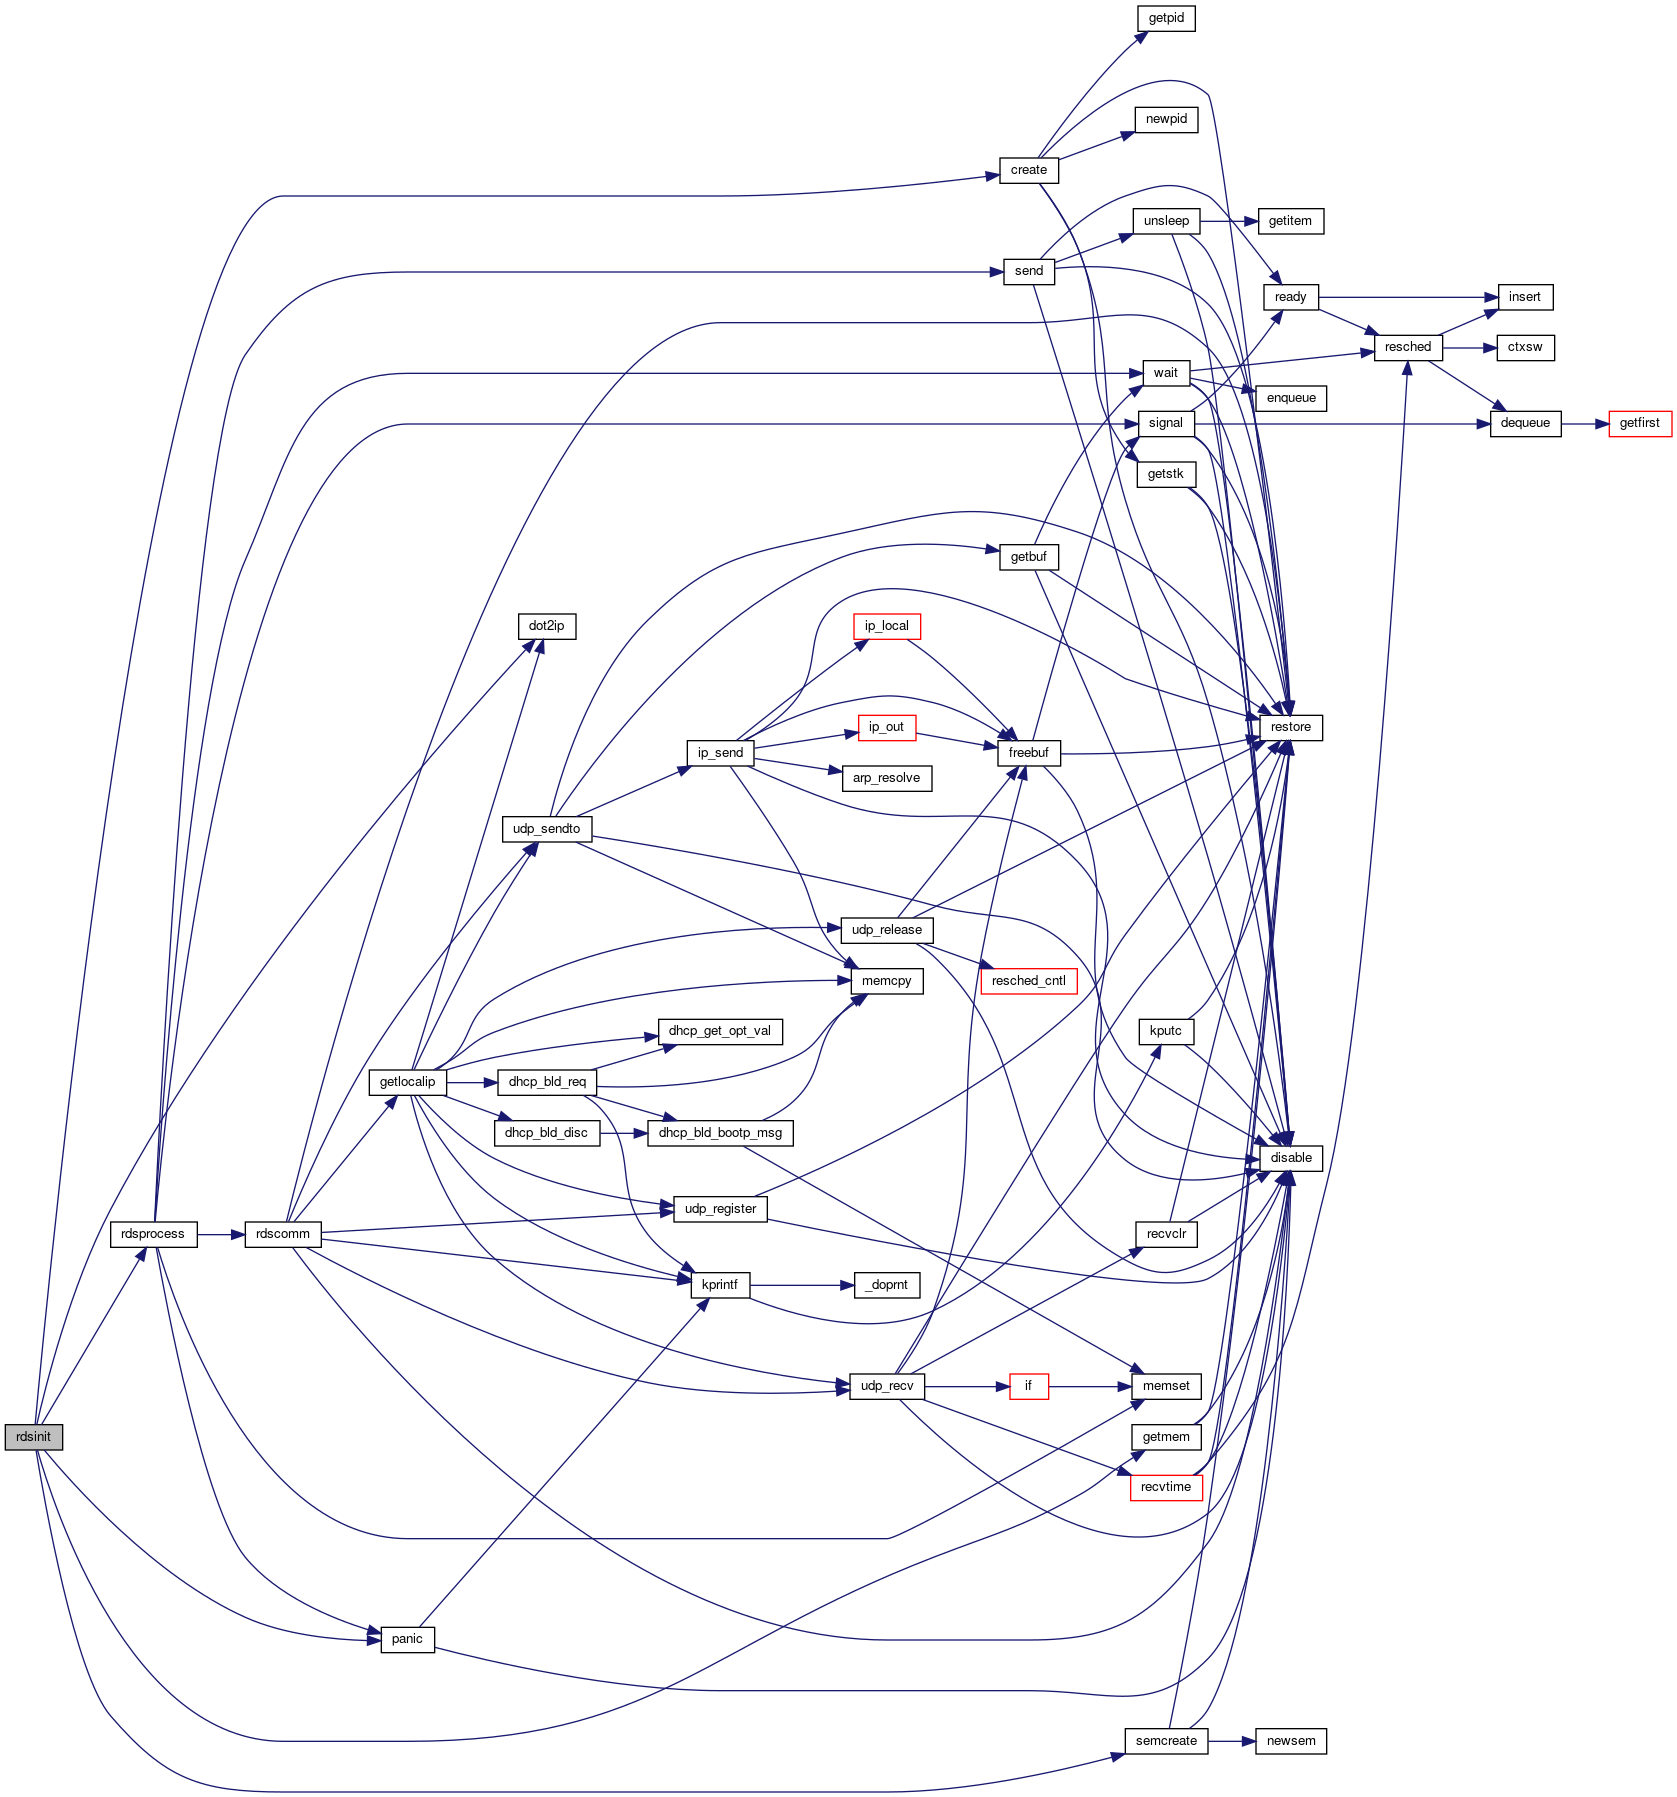 getpid
newpid
create
unsleep
getitem
send
ready
insert
resched
ctxsw
wait
enqueue
signal
dequeue
getfirst
getstk
getbuf
dot2ip
ip_local
ip_out
restore
ip_send
freebuf
arp_resolve
udp_sendto
udp_release
memcpy
resched_cntl
dhcp_get_opt_val
kputc
getlocalip
dhcp_bld_req
dhcp_bld_disc
dhcp_bld_bootp_msg
disable
udp_register
rdsprocess
rdscomm
recvclr
kprintf
_doprnt
udp_recv
if
memset
rdsinit
getmem
recvtime
panic
semcreate
newsem